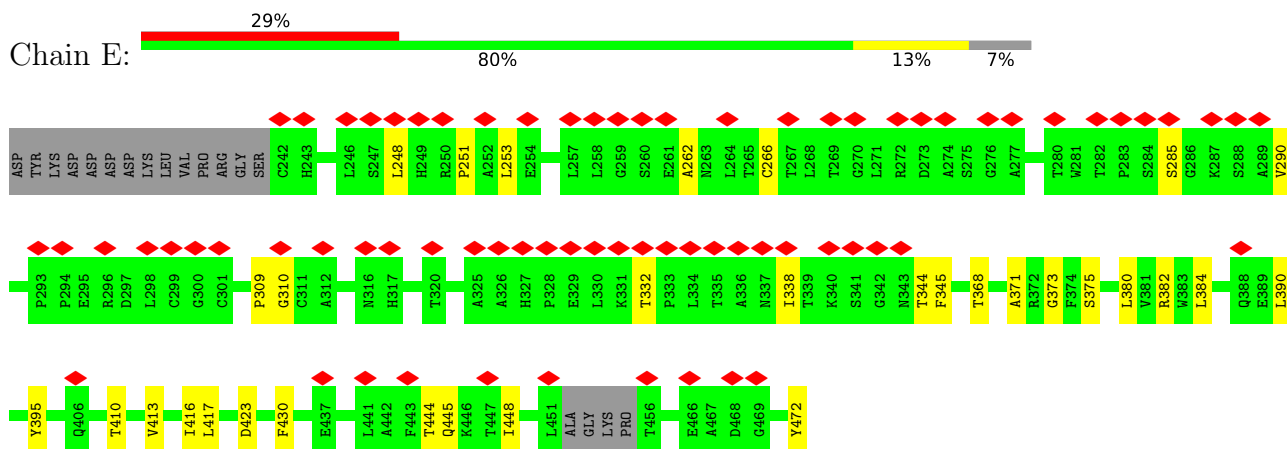 29%
Chain E:
80% 13% 7%
ASP TYR LYS ASP ASP ASP ASP LYS LEU VAL PRO ARG GLY SER C242 H243 L246 S247 L248 H249 R250 P251 A252 L253 E254 L257 L258 G259 S260 E261 A262 N263 L264 T265 C266 T267 L268 T269 G270 L271 R272 D273 A274 S275 G276 A277 T280 W281 T282 P283 S284 S285 G286 K287 S288 A289 V290
P293 P294 E295 R296 D297 L298 C299 G300 C301 P309 G310 C311 A312 N316 H317 T320 A325 A326 H327 P328 E329 L330 K331 T332 P333 L334 T335 A336 N337 I338 T339 K340 S341 G342 N343 T344 F345 T368 A371 R372 G373 F374 S375 L380 V381 R382 W383 L384 Q388 E389 L390
Y395 Q406 T410 V413 I416 L417 D423 F430 E437 L441 A442 F443 T444 Q445 K446 T447 I448 L451 ALA GLY LYS PRO T456 E466 A467 D468 G469 Y472